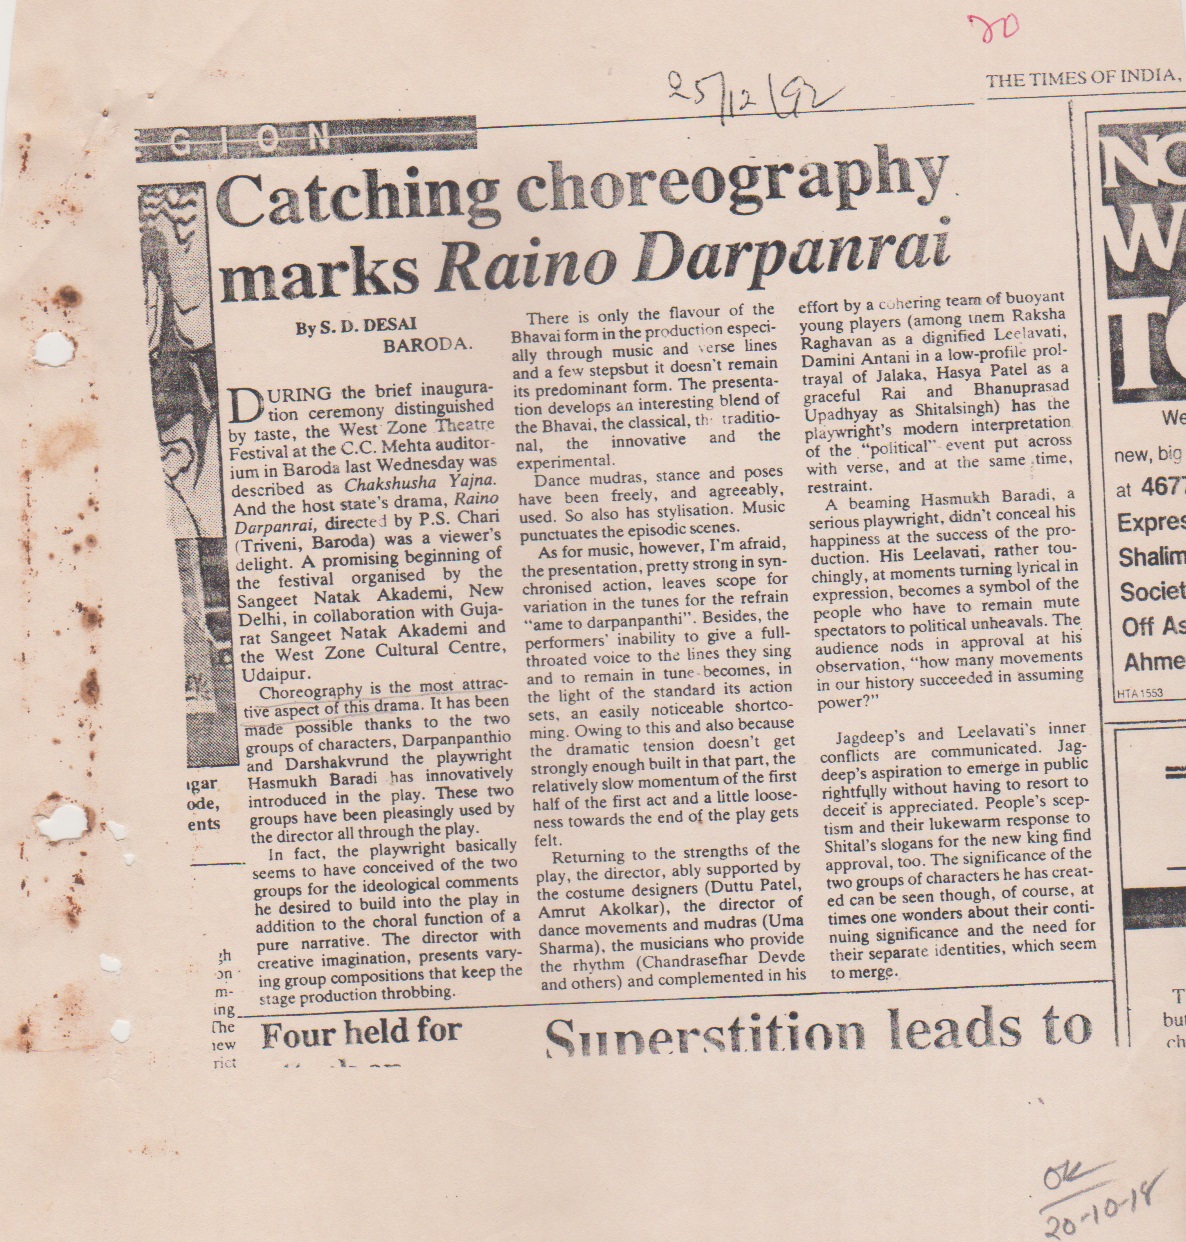 20
25/12/92
THE TIMES OF INDIA,
GION
Catching choreography
marks Raino Darpanrai
By S. D. DESAI
BARODA.
DURING the brief inaugura-
tion ceremony distinguished
by taste, the West Zone Theatre
Festival at the C.C. Mehta auditor-
ium in Baroda last Wednesday was
described as Chakshusha Yajna.
And the host state's drama, Raino
Darpanrai, directed by P.S. Chari
(Triveni, Baroda) was a viewer's
delight. A promising beginning of
the festival organised by the
Sangeet Natak Akademi, New
Delhi, in collaboration with Guja-
rat Sangeet Natak Akademi and
the West Zone Cultural Centre,
Udaipur.
Choreography is the most attrac-
tive aspect of this drama. It has been
made possible thanks to the two
groups of characters, Darpanpanthio
and Darshakvrund the playwright
Hasmukh Baradi has innovatively
introduced in the play. These two
groups have been pleasingly used by
the director all through the play.
In fact, the playwright basically
seems to have conceived of the two
groups for the ideological comments
he desired to build into the play in
addition to the choral function of a
pure narrative. The director with
creative imagination, presents vary-
ing group compositions that keep the
stage production throbbing.
There is only the flavour of the
Bhavai form in the production especi-
ally through music and verse lines
and a few stepsbut it doesn't remain
its predominant form. The presenta-
tion develops an interesting blend of
the Bhavai, the classical, the traditio-
nal, the innovative and the
experimental.
Dance mudras, stance and poses
have been freely, and agreeably,
used. So also has stylisation. Music
punctuates the episodic scenes.
As for music, however, I'm afraid,
the presentation, pretty strong in syn-
chronised action, leaves scope for
variation in the tunes for the refrain
"ame to darpanpanthi". Besides, the
performers' inability to give a full-
throated voice to the lines they sing
and to remain in tune becomes, in
the light of the standard its action
sets, an easily noticeable shortco-
ming. Owing to this and also because
the dramatic tension doesn't get
strongly enough built in that part, the
relatively slow momentum of the first
half of the first act and a little loose-
ness towards the end of the play gets
felt.
Returning to the strengths of the
play, the director, ably supported by
the costume designers (Duttu Patel,
Amrut Akolkar), the director of
dance movements and mudras (Uma
Sharma), the musicians who provide
the rhythm (Chandrasefhar Devde
and others) and complemented in his
effort by a cohering team of buoyant
young players (among tnem Raksha
Raghavan as a dignified Leelavati,
Damini Antani in a low-profile prol-
trayal of Jalaka, Hasya Patel as a
graceful Rai and Bhanuprasad
Upadhyay as Shitalsingh) has the
playwright's modern interpretation
of the "political" event put across
with verse, and at the same time,
restraint.
A beaming Hasmukh Baradi, a
serious playwright, didn't conceal his
happiness at the success of the pro-
duction. His Leelavati, rather tou-
chingly, at moments turning lyrical in
expression, becomes a symbol of the
people who have to remain mute
spectators to political unheavals. The
audience nods in approval at his
observation, "how many movements
in our history succeeded in assuming
power?"
Jagdeep's and Leelavati's inner
conflicts are communicated. Jag-
deep's aspiration to emerge in public
rightfully without having to resort to
deceit is appreciated. People's scep-
tism and their lukewarm response to
Shital's slogans for the new king find
approval, too. The significance of the
two groups of characters he has creat-
ed can be seen though, of course, at
times one wonders about their conti-
nuing significance and the need for
their separate identities, which seem
to merge.
NO
W
TO
We
new, big
at 4677
Expres
Shalim
Societ
Off As
Ahme
HTA 1553
T
but
ch
igar
ode,
ents
gh
on
m-
ing
The
new
rict
Four held for
Superstition leads to
OK
20-10-18